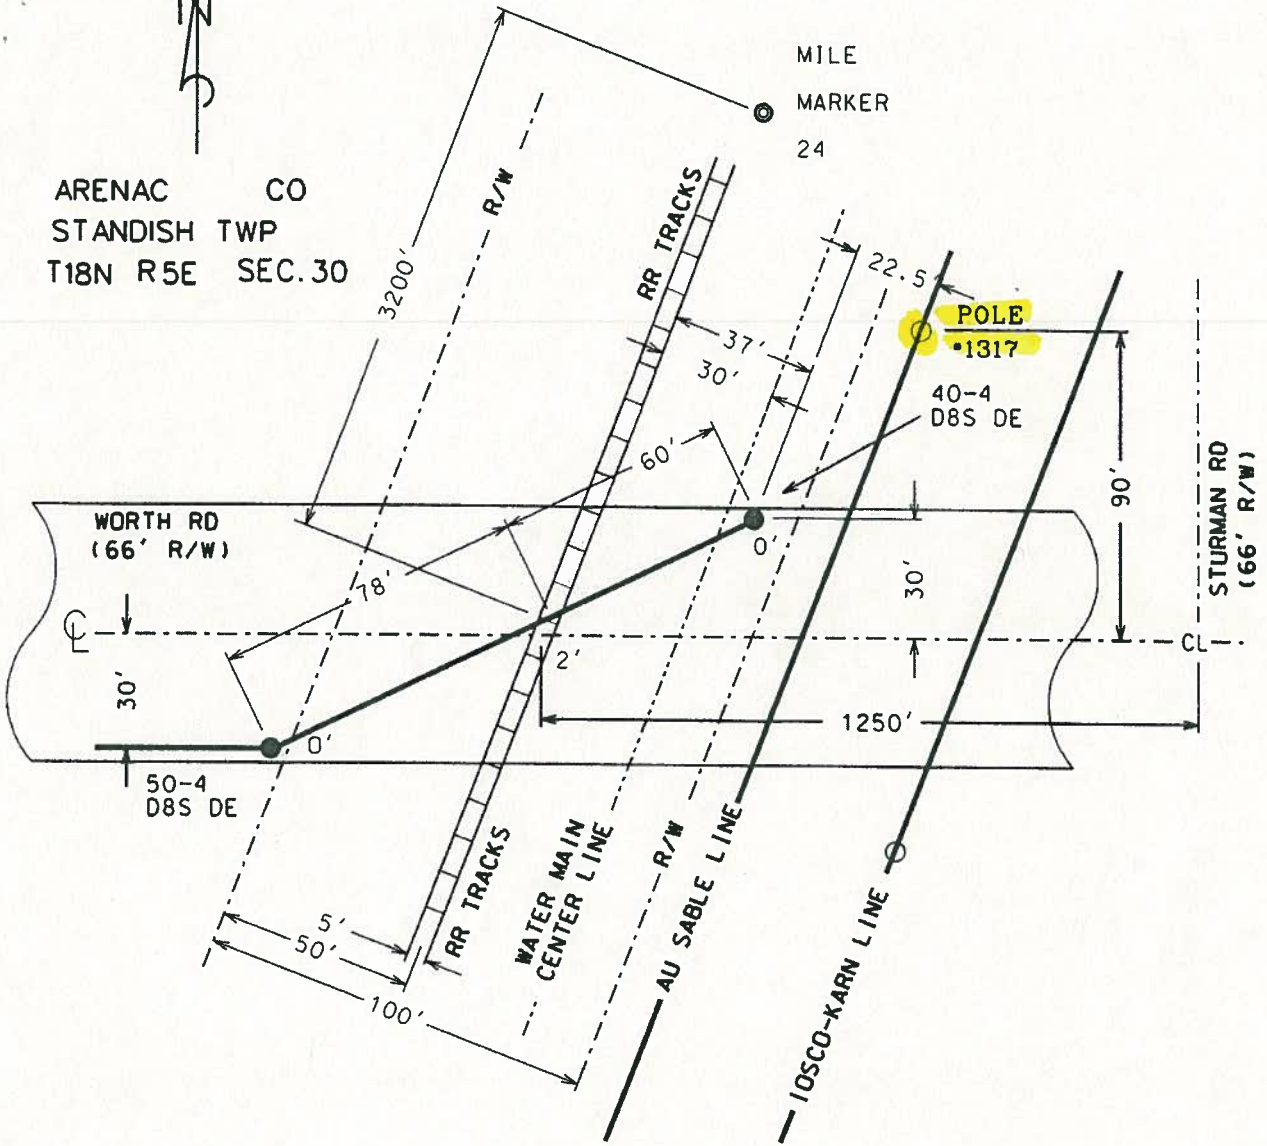 N
MILE
MARKER
24
ARENAC CO
STANDISH TWP
T18N R5E SEC.30
3200'
R/W
RR TRACKS
22.5'
POLE
#1317
37'
30'
40-4
D8S DE
60'
90'
STURMAN RD
(66' R/W)
WORTH RD
(66' R/W)
78'
0'
30'
CL
CL
2'
30'
1250'
0'
50-4
D8S DE
RR TRACKS
WATER MAIN
CENTER LINE
R/W
AU SABLE LINE
IOSCO-KARN LINE
5'
50'
100'